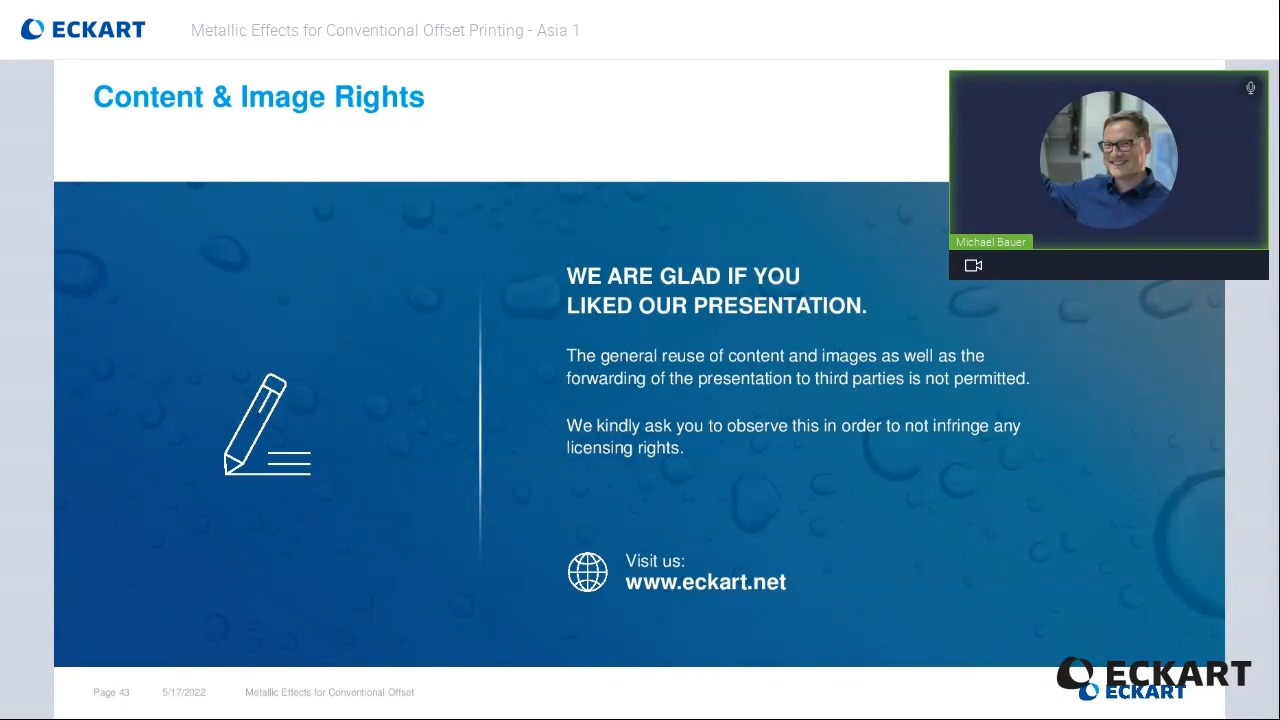 ECKART
Metallic Effects for Conventional Offset Printing - Asia 1
Content & Image Rights
Michael Bauer
WE ARE GLAD IF YOU
LIKED OUR PRESENTATION.
The general reuse of content and images as well as the
forwarding of the presentation to third parties is not permitted.
We kindly ask you to observe this in order to not infringe any
licensing rights.
Visit us:
www.eckart.net
Page 43
5/17/2022
Metallic Effects for Conventional Offset
ECKART
ECKART